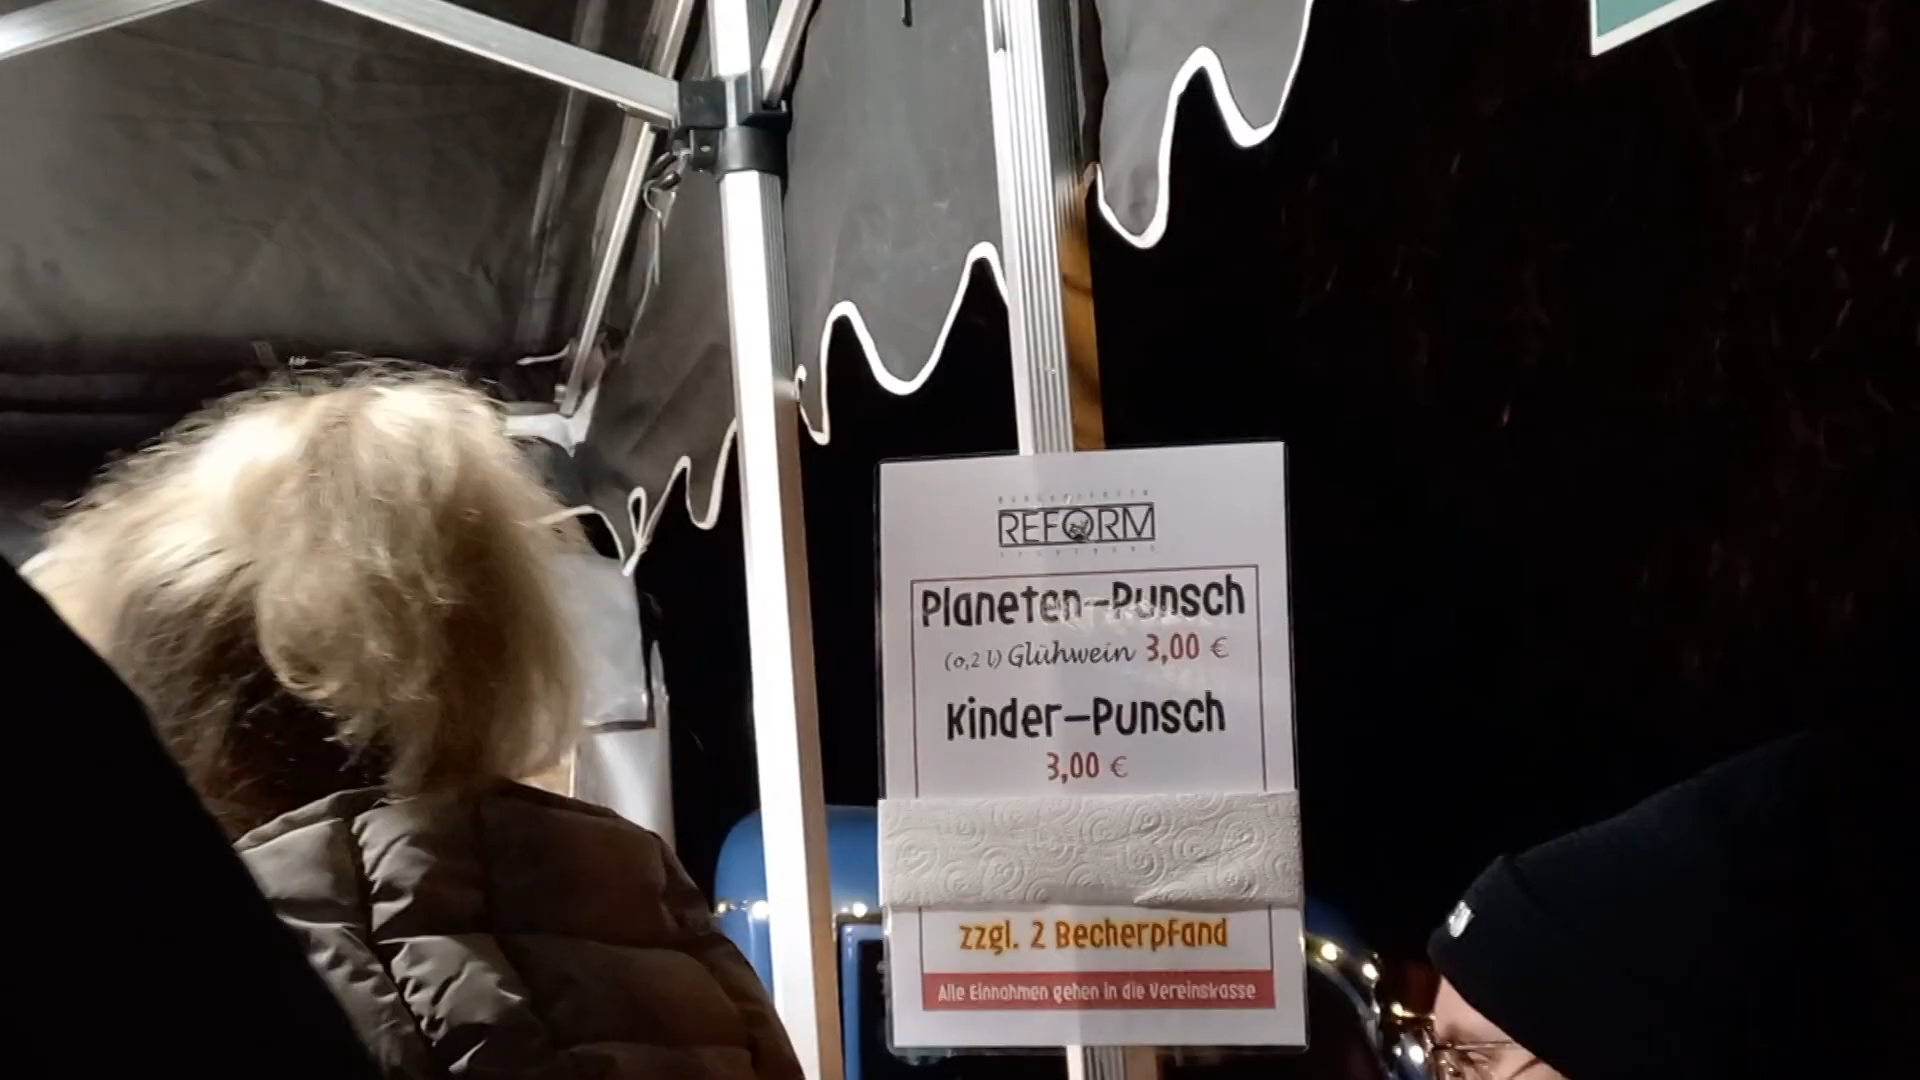 REFORM
Planeten-Punsch
(0,2 l) Glühwein 3,00 €
Kinder-Punsch
3,00 €
zzgl. 2 Becherpfand
Alle Einnahmen gehen in die Vereinskasse